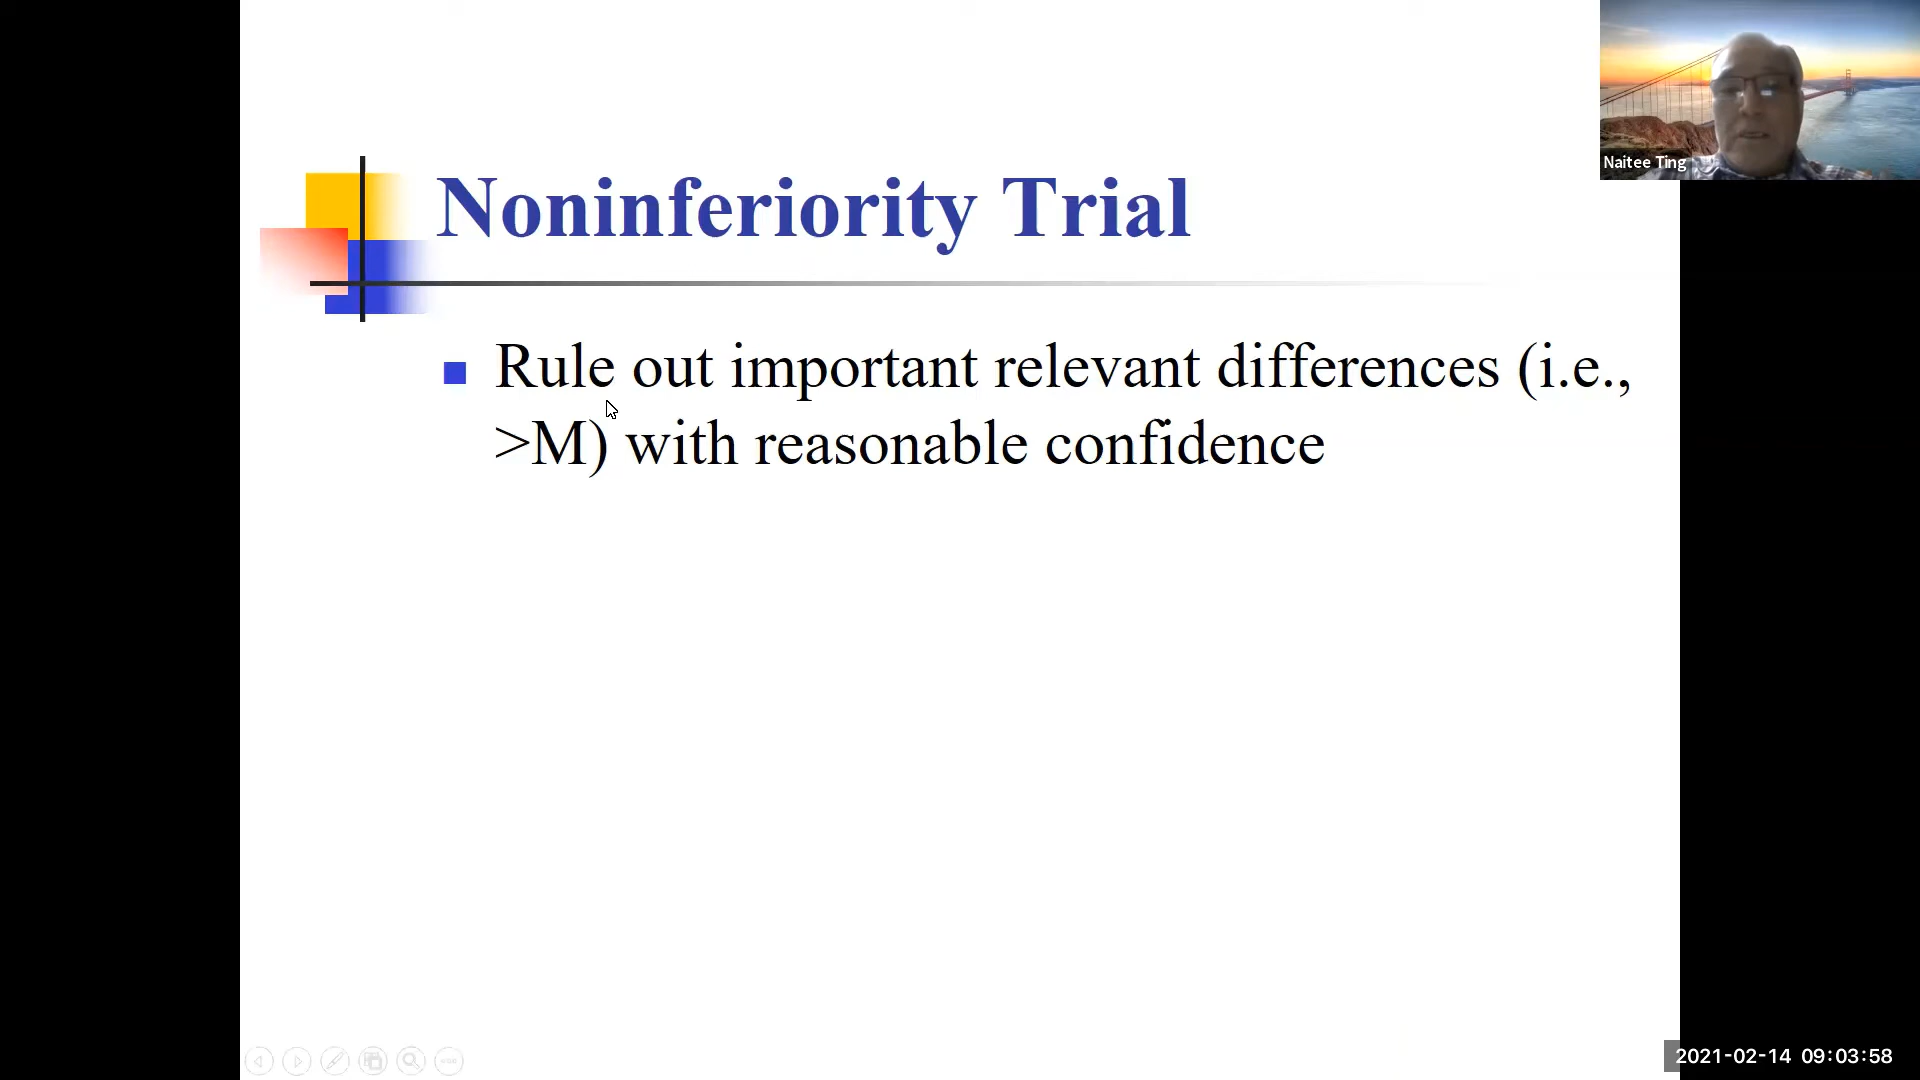 Naitee Ting
Noninferiority Trial
Rule out important relevant differences (i.e.,
>M) with reasonable confidence
2021-02-14 09:03:58